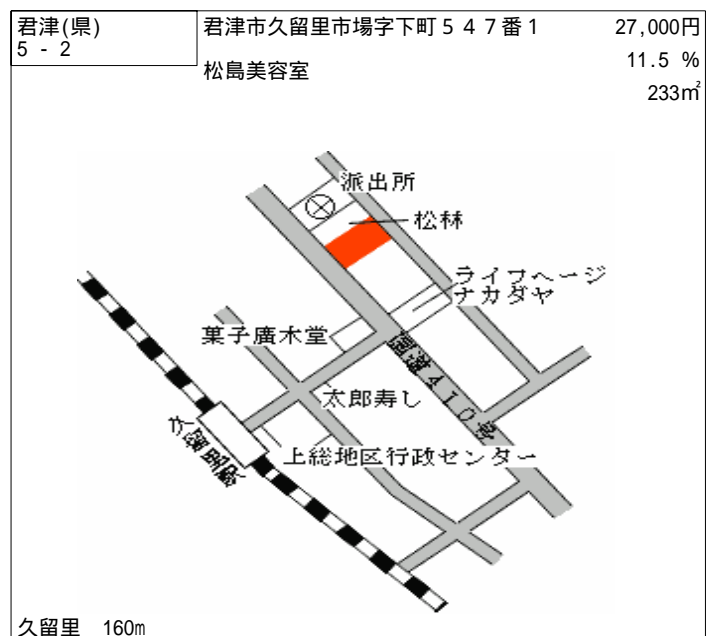 君津(県)
5 - 2
君津市久留里市場字下町５４７番１
27,000円
松島美容室
11.5 %
233㎡
派出所
松林
ライフページ
ナカダヤ
菓子廣木堂
国道４１０号
太郎寿し
上総地区行政センター
久留里駅
久留里 160m